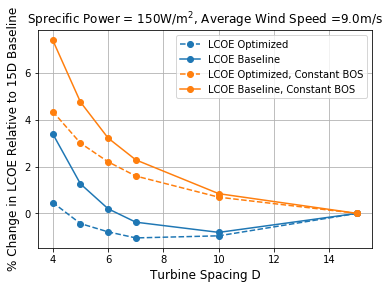 Sprecific Power = 150W/m², Average Wind Speed =9.0m/s
% Change in LCOE Relative to 15D Baseline
6
4
2
0
LCOE Optimized
LCOE Baseline
LCOE Optimized, Constant BOS
LCOE Baseline, Constant BOS
4 6 8 10 12 14
Turbine Spacing D